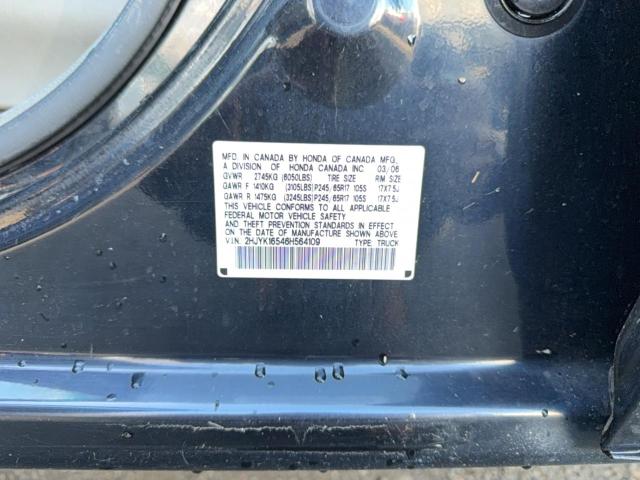 MFD. IN CANADA BY HONDA OF CANADA MFG.
A DIVISION OF HONDA CANADA INC 03/06
GVWR 2745KG (6050LBS) TIRE SIZE RIM SIZE
GAWR F 1410KG (3105LBS) P245/65R17 105S 17X7.5J
GAWR R 1475KG (3245LBS) P245/65R17 105S 17X7.5J
THIS VEHICLE CONFORMS TO ALL APPLICABLE
FEDERAL MOTOR VEHICLE SAFETY
AND THEFT PREVENTION STANDARDS IN EFFECT
ON THE DATE OF MANUFACTURE SHOWN ABOVE.
V.I.N. 2HJYK16546H564109 TYPE: TRUCK